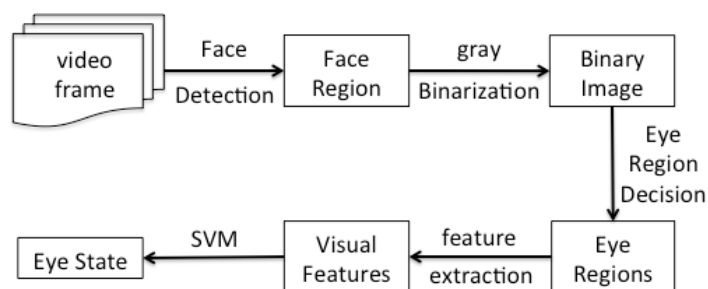 video
frame
Face
Detection
Face
Region
gray
Binarization
Binary
Image
Eye
Region
Decision
Eye
Regions
feature
extraction
Visual
Features
SVM
Eye State